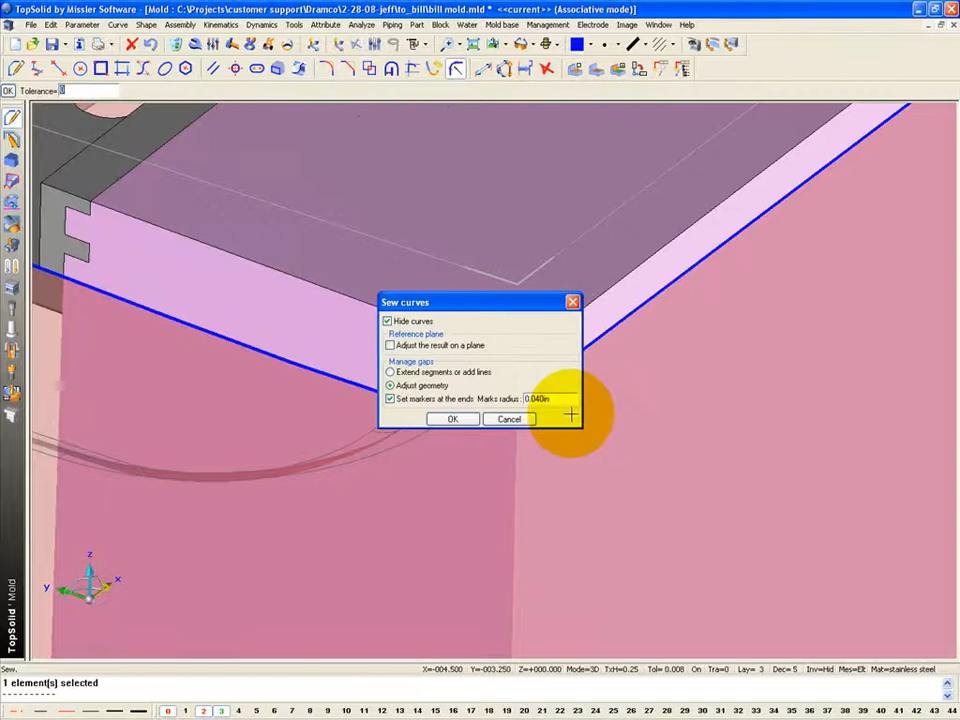 TopSolid by Missler Software - [Mold : C:\Projects\customer support\Dramco\2-28-08-jeff\to_bill\bill mold.mld * <<current>> (Associative mode)]
File Edit Parameter Curve Shape Assembly Kinematics Dynamics Tools Attribute Analyze Piping Part Block Water Mold base Management Electrode Image Window Help
OK Tolerance= 0
Sew curves
Hide curves
Reference plane
Adjust the result on a plane
Manage gaps
Extend segments or add lines
Adjust geometry
Set markers at the ends Marks radius: 0.040in
OK Cancel
z
y x
TopSolid'Mold
Sew. X=-004.500 Y=-003.250 Z=+000.000 Mode=3D TxH=0.25 Tol= 0.008 On Tra=0 Lay= 3 Dec= 5 Inv=Hid Mes=Elt Mat=stainless steel
1 element(s) selected
----------
0 1 2 3 4 5 6 7 8 9 10 11 12 13 14 15 16 17 18 19 20 21 22 23 24 25 26 27 28 29 30 31 32 33 34 35 36 37 38 39 40 41 42 43 44